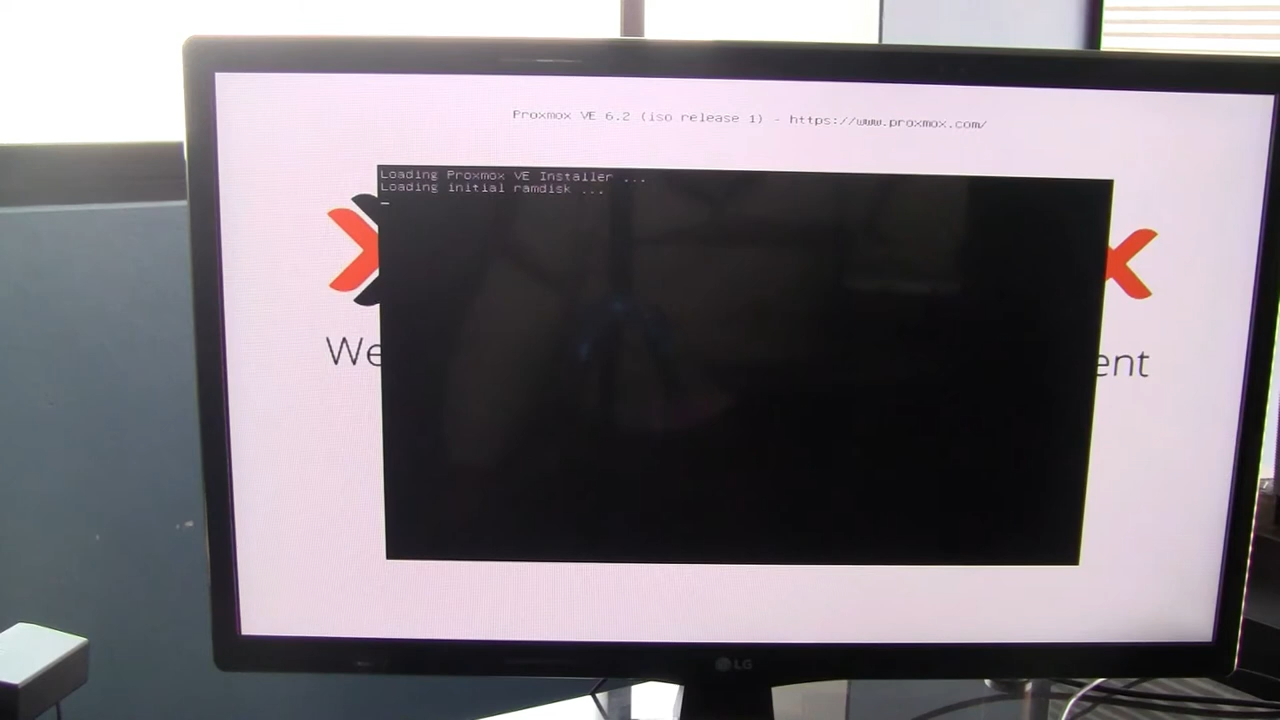 Proxmox VE 6.2 (iso release 1) - https://www.proxmox.com/
Loading Proxmox VE Installer ...
Loading initial ramdisk ...
We
ent
LG